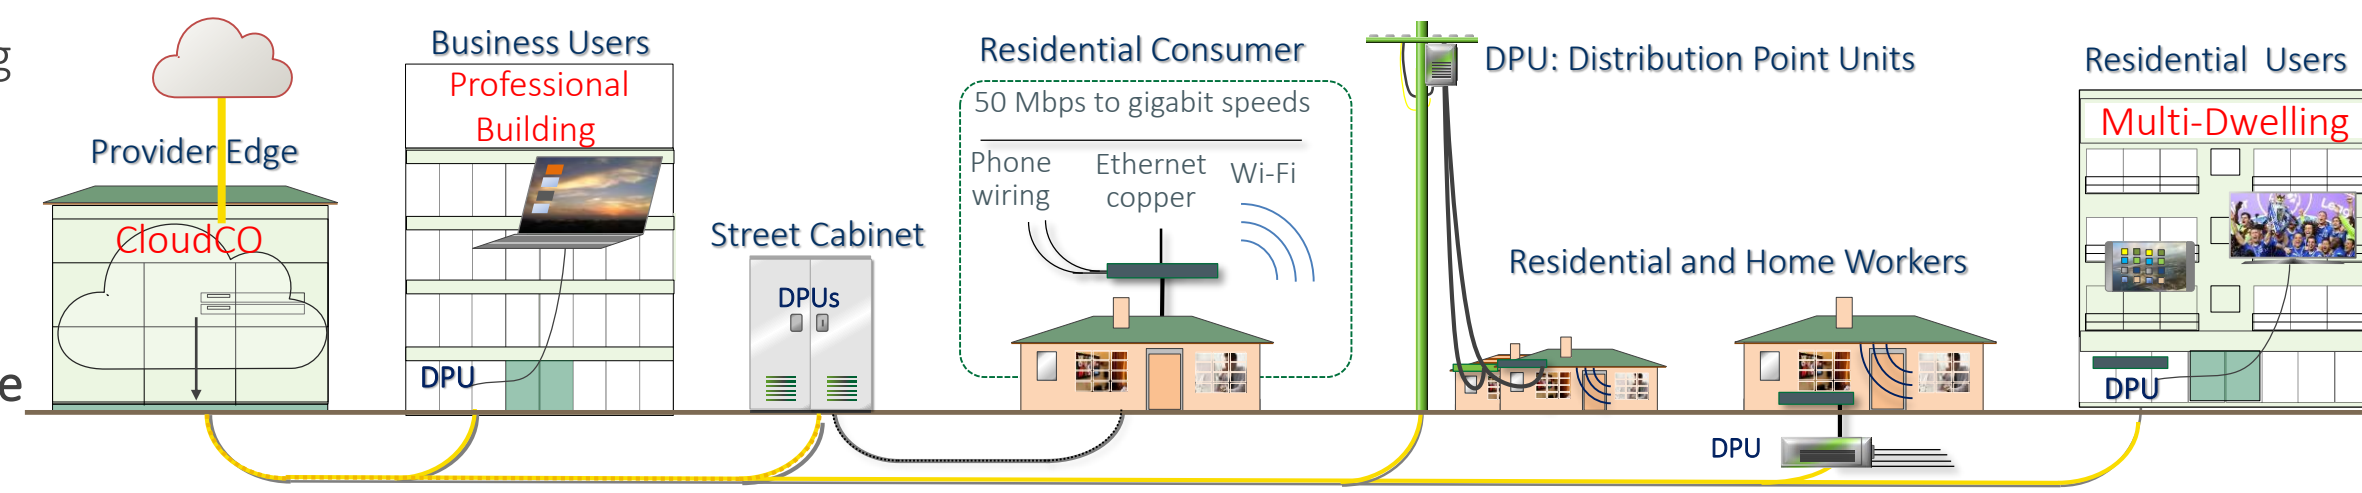 g
e
Provider Edge
CloudCO
Business Users
Professional
Building
DPU
Street Cabinet
DPUs
Residential Consumer
50 Mbps to gigabit speeds
Phone
wiring
Ethernet
copper
Wi-Fi
DPU: Distribution Point Units
Residential and Home Workers
DPU
Residential Users
Multi-Dwelling
DPU